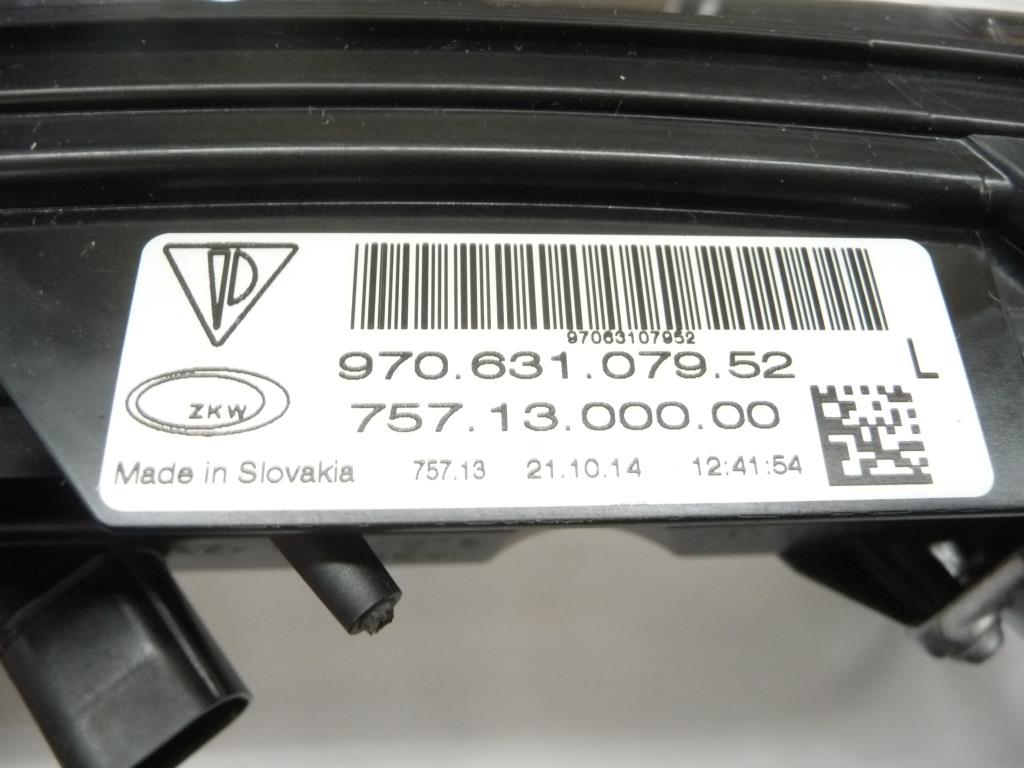 97063107952
970.631.079.52 L
ZKW
757.13.000.00
Made in Slovakia 757.13 21.10.14 12:41:54